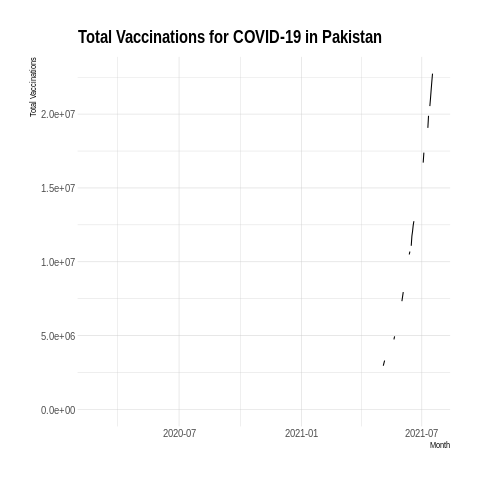 Total Vaccinations for COVID-19 in Pakistan
Total Vaccinations
2.0e+07
1.5e+07
1.0e+07
5.0e+06
0.0e+00
2020-07
2021-01
2021-07
Month